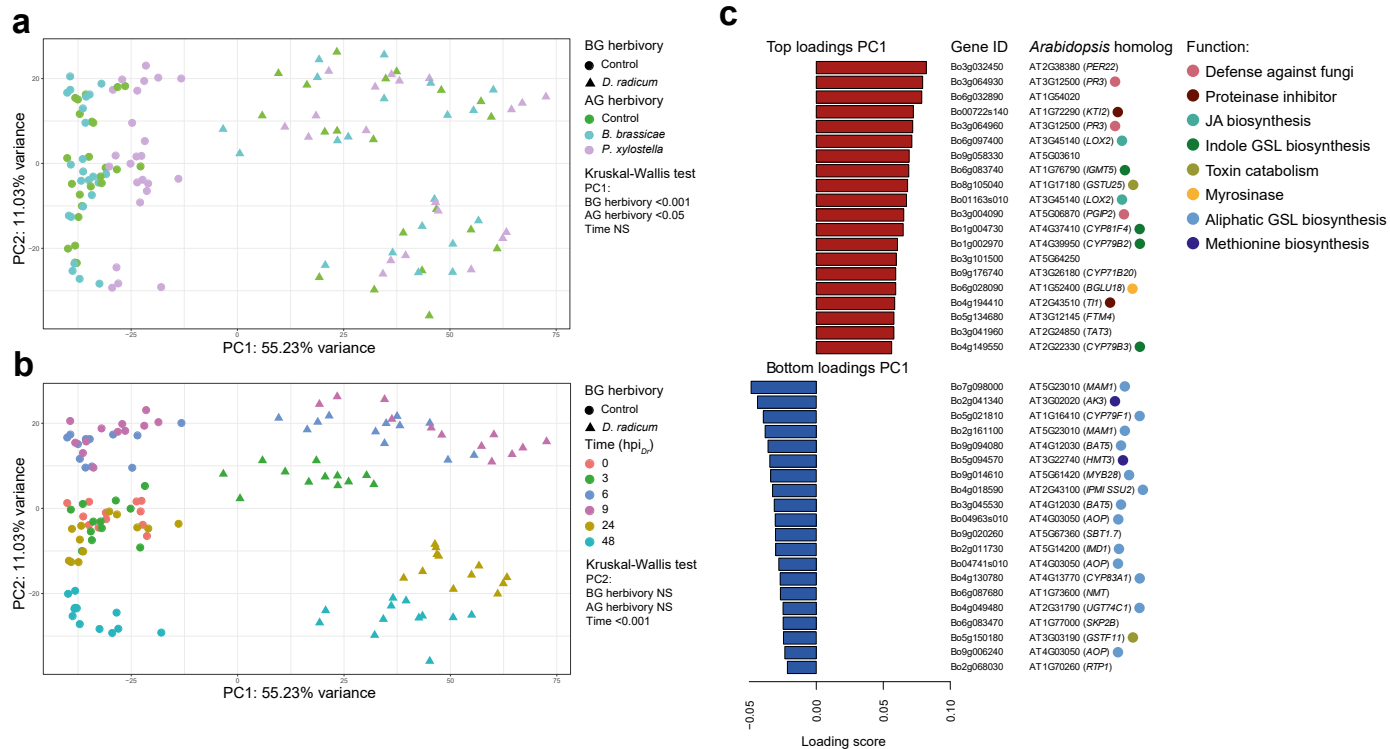 a
PC2: 11.03% variance
20
0
−20
−25
0
25
50
75
PC1: 55.23% variance
BG herbivory
Control
D. radicum
AG herbivory
Control
B. brassicae
P. xylostella
Kruskal-Wallis test
PC1:
BG herbivory <0.001
AG herbivory <0.05
Time NS
b
PC2: 11.03% variance
20
0
−20
−25
0
25
50
75
PC1: 55.23% variance
BG herbivory
Control
D. radicum
Time (hpiDr)
0
3
6
9
24
48
Kruskal-Wallis test
PC2:
BG herbivory NS
AG herbivory NS
Time <0.001
c
Top loadings PC1 Gene ID Arabidopsis homolog
Bo3g032450 AT2G38380 (PER22)
Bo3g064930 AT3G12500 (PR3)
Bo6g032890 AT1G54020
Bo00722s140 AT1G72290 (KTI2)
Bo3g064960 AT3G12500 (PR3)
Bo6g097400 AT3G45140 (LOX2)
Bo9g058330 AT5G03610
Bo6g083740 AT1G76790 (IGMT5)
Bo8g105040 AT1G17180 (GSTU25)
Bo01163s010 AT3G45140 (LOX2)
Bo3g004090 AT5G06870 (PGIP2)
Bo1g004730 AT4G37410 (CYP81F4)
Bo1g002970 AT4G39950 (CYP79B2)
Bo3g101500 AT5G64250
Bo9g176740 AT3G26180 (CYP71B20)
Bo6g028090 AT1G52400 (BGLU18)
Bo4g194410 AT2G43510 (TI1)
Bo5g134680 AT3G12145 (FTM4)
Bo3g041960 AT2G24850 (TAT3)
Bo4g149550 AT2G22330 (CYP79B3)
Bottom loadings PC1
Bo7g098000 AT5G23010 (MAM1)
Bo2g041340 AT3G02020 (AK3)
Bo5g021810 AT1G16410 (CYP79F1)
Bo2g161100 AT5G23010 (MAM1)
Bo9g094080 AT4G12030 (BAT5)
Bo5g094570 AT3G22740 (HMT3)
Bo9g014610 AT5G61420 (MYB28)
Bo4g018590 AT2G43100 (IPMI SSU2)
Bo3g045530 AT4G12030 (BAT5)
Bo04963s010 AT4G03050 (AOP)
Bo9g020260 AT5G67360 (SBT1.7)
Bo2g011730 AT5G14200 (IMD1)
Bo04741s010 AT4G03050 (AOP)
Bo4g130780 AT4G13770 (CYP83A1)
Bo6g087680 AT1G73600 (NMT)
Bo4g049480 AT2G31790 (UGT74C1)
Bo6g083470 AT1G77000 (SKP2B)
Bo5g150180 AT3G03190 (GSTF11)
Bo9g006240 AT4G03050 (AOP)
Bo2g068030 AT1G70260 (RTP1)
−0.05
0.00
0.05
0.10
Loading score
Function:
Defense against fungi
Proteinase inhibitor
JA biosynthesis
Indole GSL biosynthesis
Toxin catabolism
Myrosinase
Aliphatic GSL biosynthesis
Methionine biosynthesis